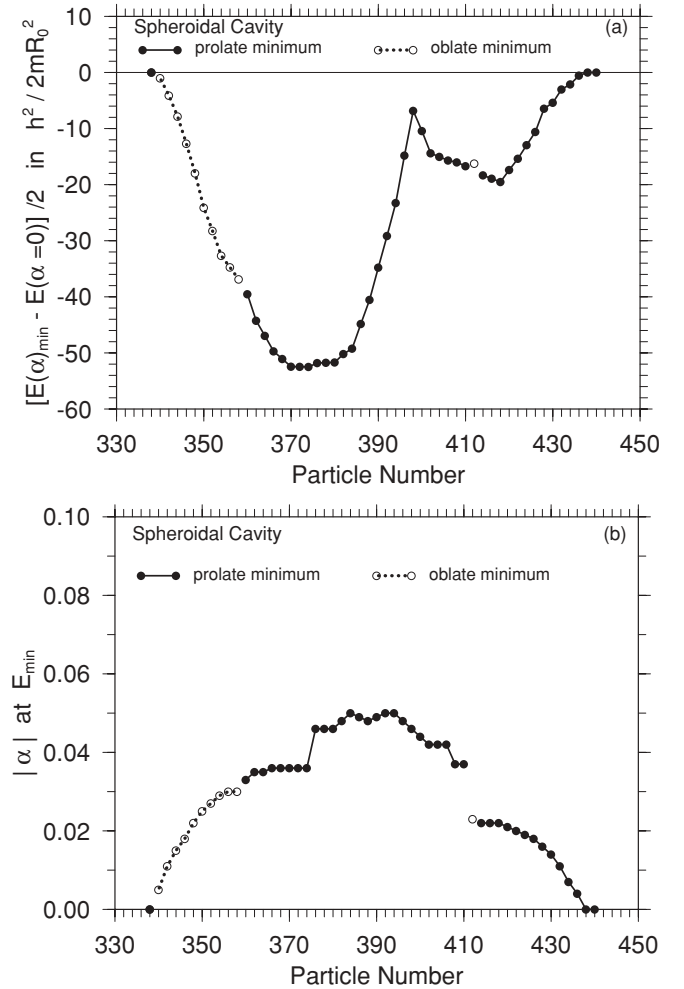 10
Spheroidal Cavity (a)
prolate minimum oblate minimum
0
-10
-20
-30
-40
-50
-60
[E(α)min - E(α =0)] /2 in h² / 2mR₀²
330 350 370 390 410 430 450
Particle Number
0.10
Spheroidal Cavity (b)
prolate minimum oblate minimum
0.08
0.06
0.04
0.02
0.00
| α | at Emin
330 350 370 390 410 430 450
Particle Number